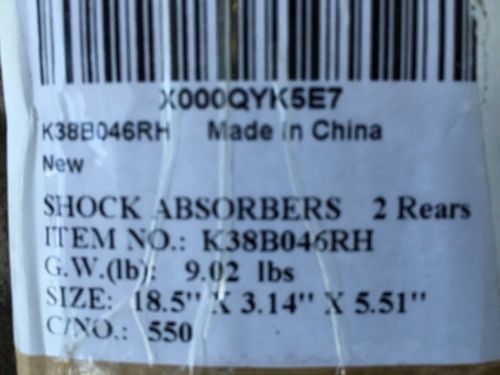 X000QYK5E7
K38B046RH Made in China
New
SHOCK ABSORBERS 2 Rears
ITEM NO.: K38B046RH
G.W.(lb): 9.02 lbs
SIZE: 18.5" X 3.14" X 5.51"
C/NO.: 550